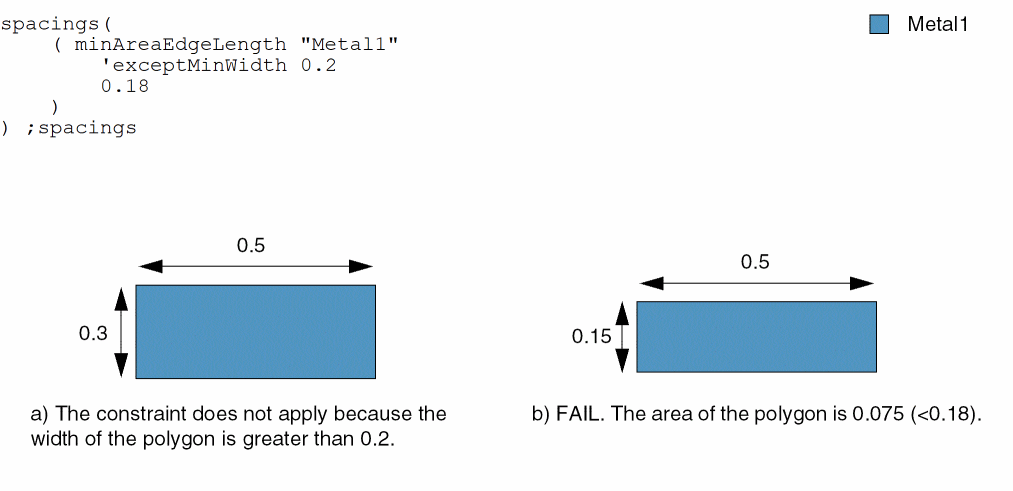 spacings(
( minAreaEdgeLength "Metal1"
'exceptMinWidth 0.2
0.18
)
) ;spacings
Metal1
0.5
0.3
a) The constraint does not apply because the
width of the polygon is greater than 0.2.
0.5
0.15
b) FAIL. The area of the polygon is 0.075 (<0.18).